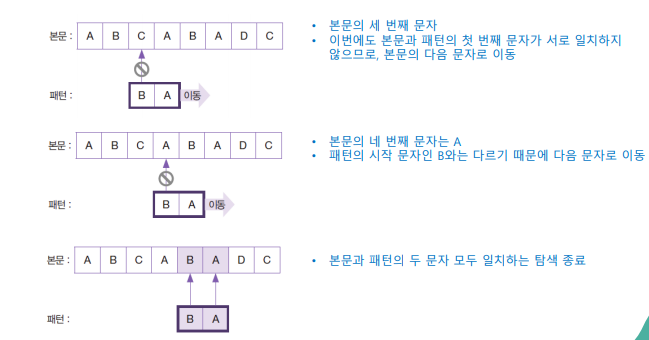 본문 : A B C A B A D C
패턴 : B A 이동
• 본문의 세 번째 문자
• 이번에도 본문과 패턴의 첫 번째 문자가 서로 일치하지
않으므로, 본문의 다음 문자로 이동
본문 : A B C A B A D C
패턴 : B A 이동
• 본문의 네 번째 문자는 A
• 패턴의 시작 문자인 B와는 다르기 때문에 다음 문자로 이동
본문 : A B C A B A D C
패턴 : B A
• 본문과 패턴의 두 문자 모두 일치하는 탐색 종료